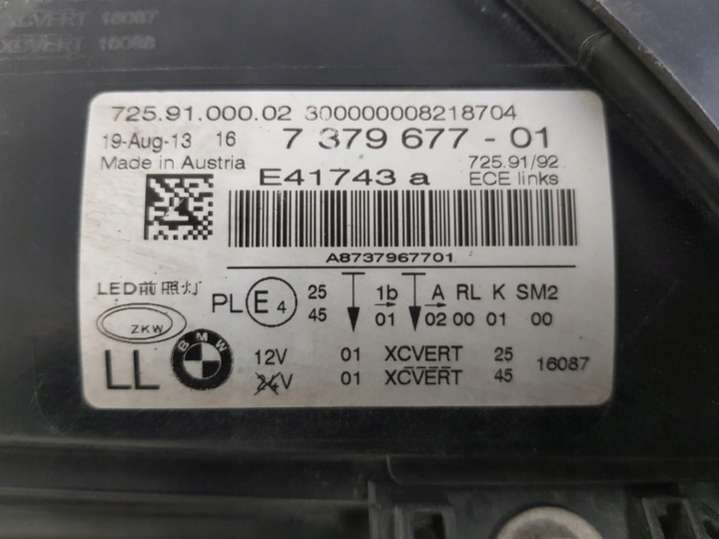 XCVERT 16087
XCVERT 16088
725.91.000.02 300000008218704
19-Aug-13 16 7 379 677 - 01
Made in Austria 725.91/92
E41743 a ECE links
A8737967701
LED前照灯
PL E4 25 1b A RL K SM2
45 01 02 00 01 00
ZKW
BMW
LL 12V 01 XCVERT 25 16087
24V 01 XCVERT 45